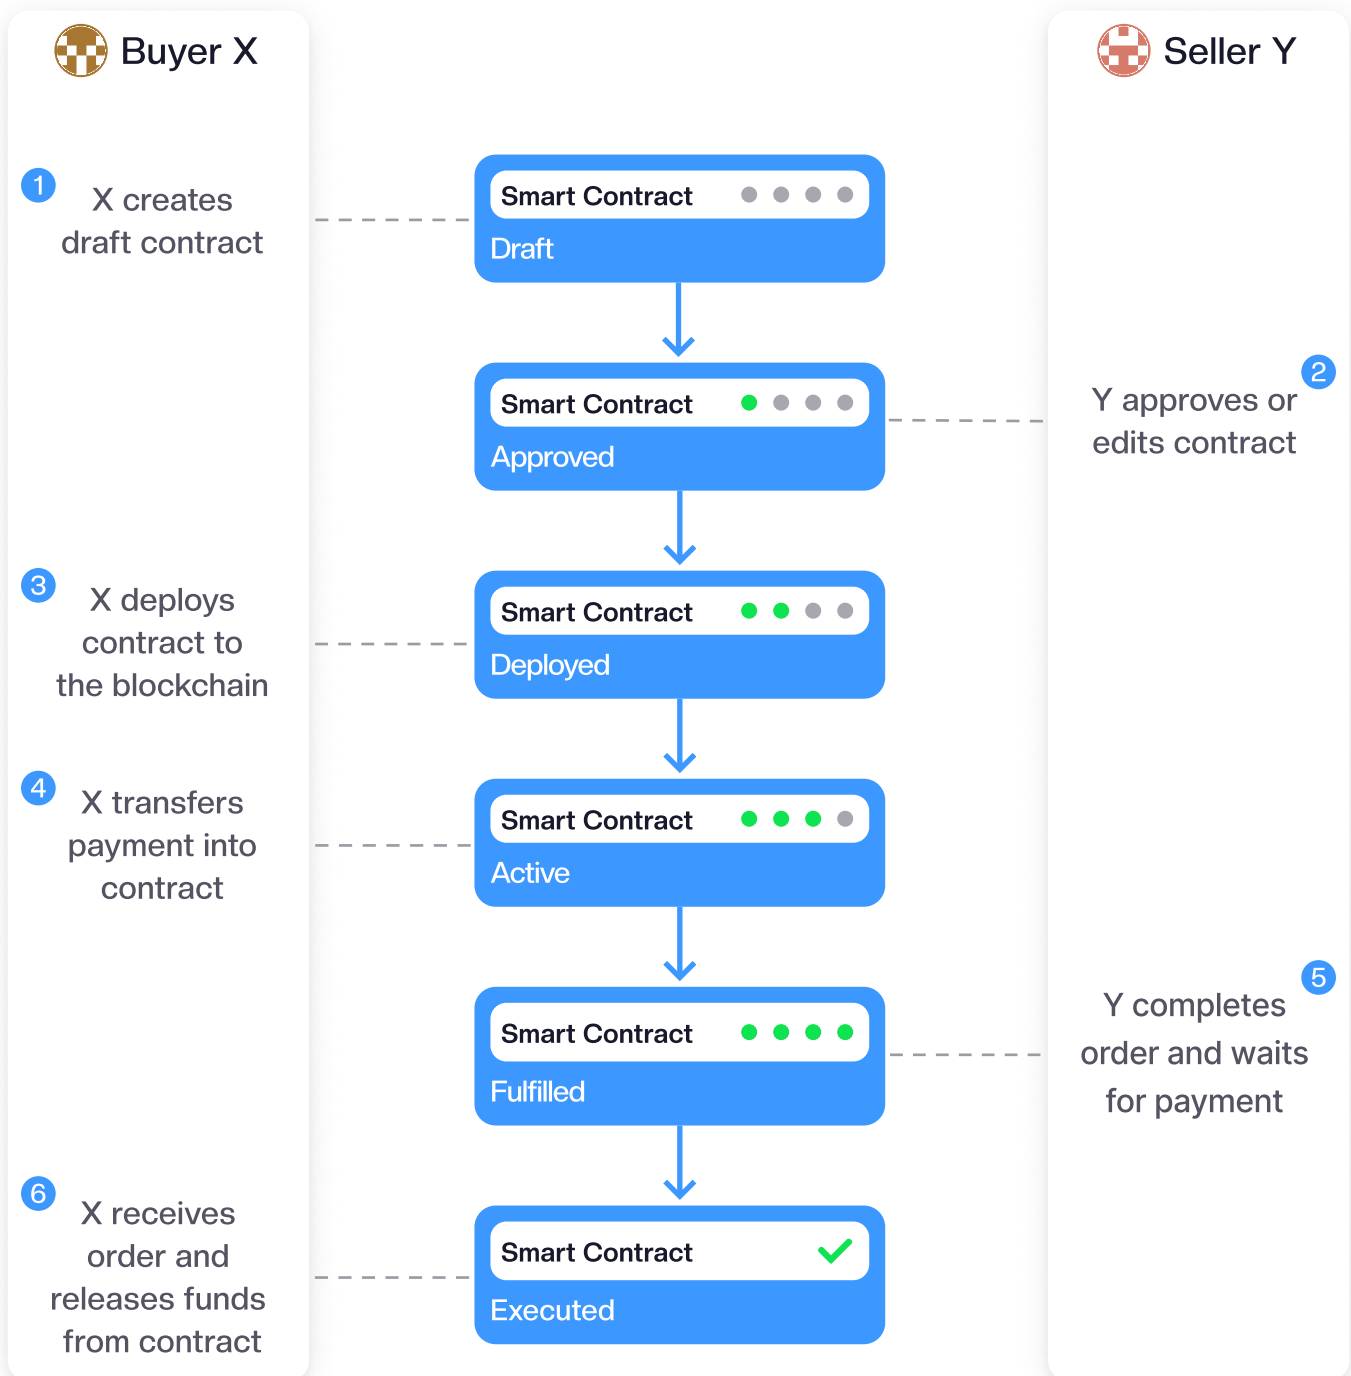 Buyer X
Seller Y
1
X creates
draft contract
Smart Contract
Draft
2
Y approves or
edits contract
Smart Contract
Approved
3
X deploys
contract to
the blockchain
Smart Contract
Deployed
4
X transfers
payment into
contract
Smart Contract
Active
5
Y completes
order and waits
for payment
Smart Contract
Fulfilled
6
X receives
order and
releases funds
from contract
Smart Contract
Executed